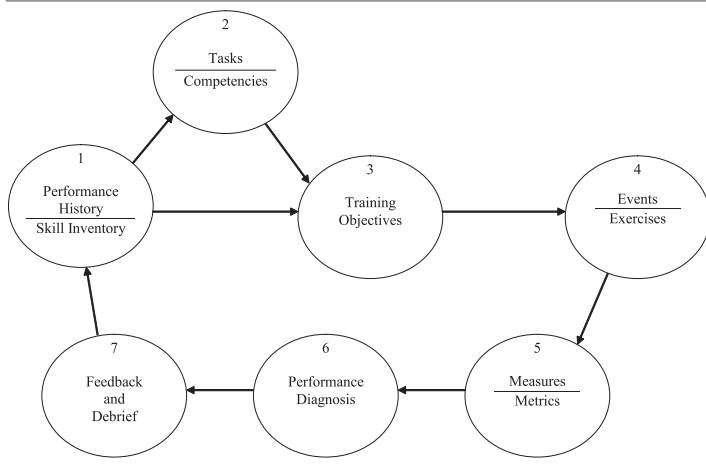 1
Performance
History
Skill Inventory
2
Tasks
Competencies
3
Training
Objectives
4
Events
Exercises
5
Measures
Metrics
6
Performance
Diagnosis
7
Feedback
and
Debrief